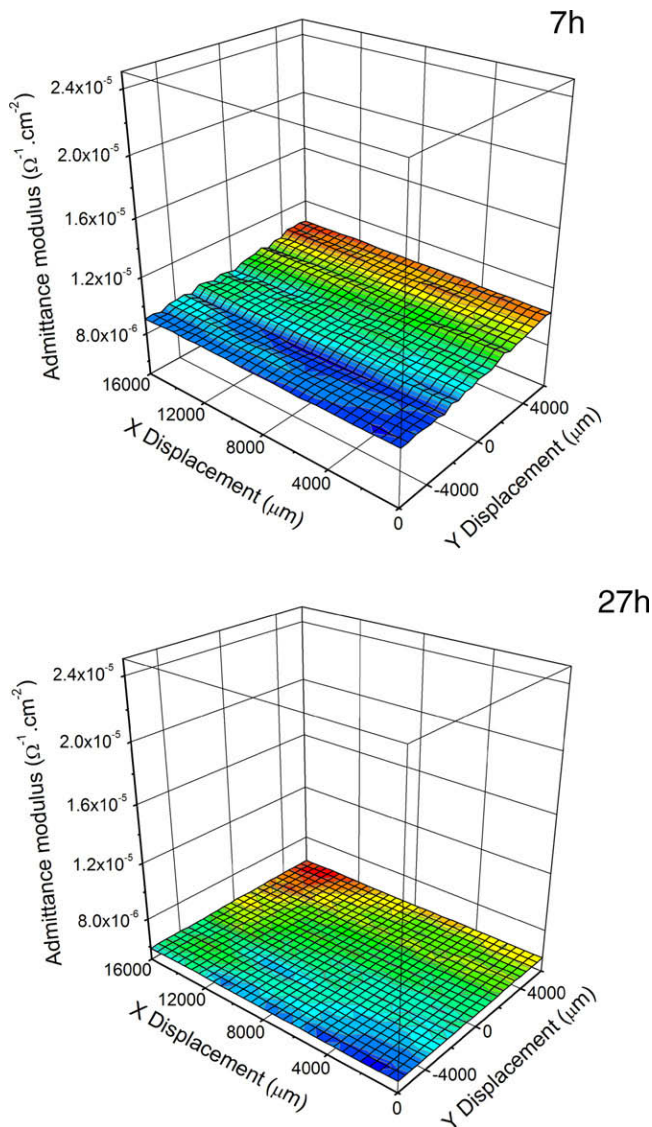 7h
2.4x10⁻⁵
2.0x10⁻⁵
1.6x10⁻⁵
1.2x10⁻⁵
8.0x10⁻⁶
Admittance modulus (Ω⁻¹.cm⁻²)
16000
12000
8000
4000
0
X Displacement (μm)
4000
0
-4000
Y Displacement (μm)
27h
2.4x10⁻⁵
2.0x10⁻⁵
1.6x10⁻⁵
1.2x10⁻⁵
8.0x10⁻⁶
Admittance modulus (Ω⁻¹.cm⁻²)
16000
12000
8000
4000
0
X Displacement (μm)
4000
0
-4000
Y Displacement (μm)